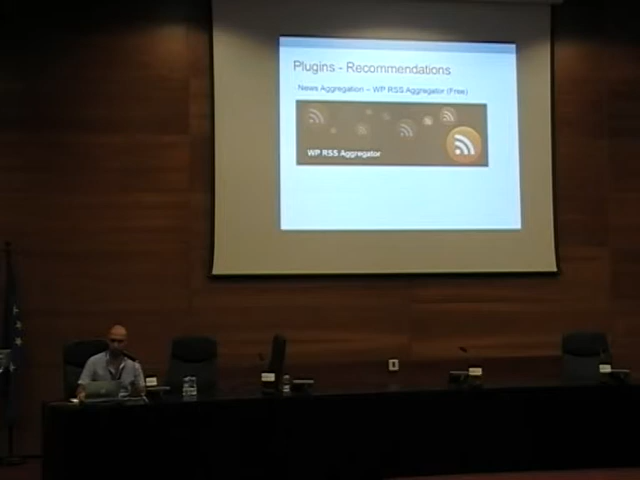 Plugins - Recommendations
News Aggregation – WP RSS Aggregator (Free)
WP RSS Aggregator